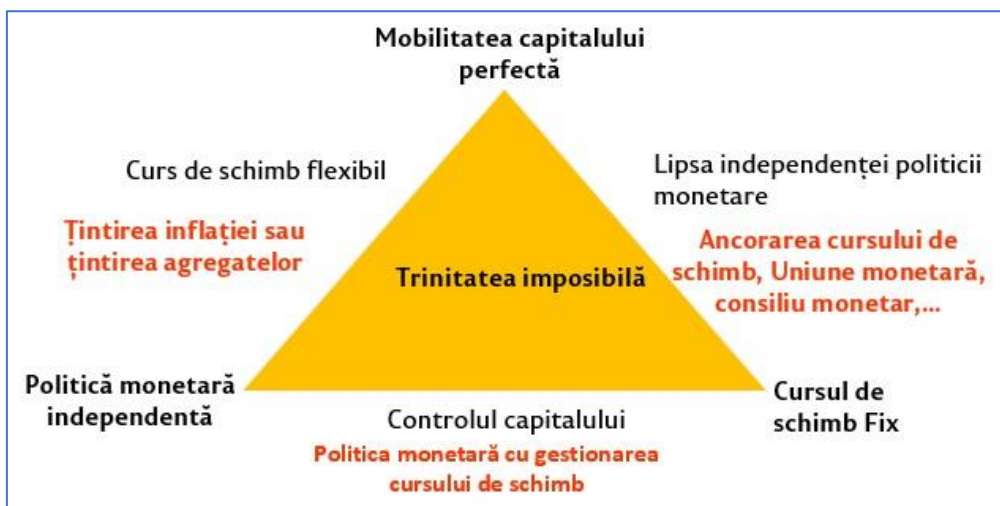 Mobilitatea capitalului
perfectă
Curs de schimb flexibil
Țintirea inflației sau
țintirea agregatelor
Lipsa independenței politicii
monetare
Ancorarea cursului de
schimb, Uniune monetară,
consiliu monetar,...
Trinitatea imposibilă
Politică monetară
independentă
Controlul capitalului
Politica monetară cu gestionarea
cursului de schimb
Cursul de
schimb Fix